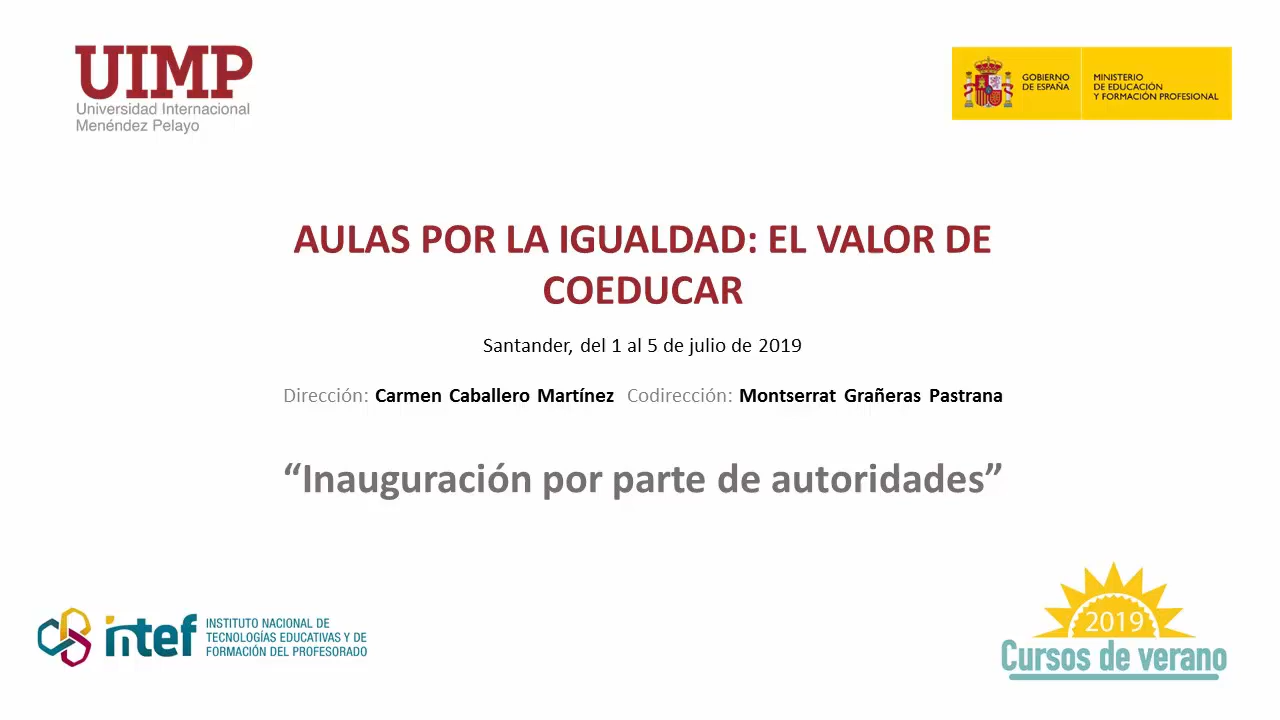 UIMP
Universidad Internacional
Menéndez Pelayo
GOBIERNO
DE ESPAÑA
MINISTERIO
DE EDUCACIÓN
Y FORMACIÓN PROFESIONAL
AULAS POR LA IGUALDAD: EL VALOR DE
COEDUCAR
Santander, del 1 al 5 de julio de 2019
Dirección: Carmen Caballero Martínez Codirección: Montserrat Grañeras Pastrana
“Inauguración por parte de autoridades”
intef
INSTITUTO NACIONAL DE
TECNOLOGÍAS EDUCATIVAS Y DE
FORMACIÓN DEL PROFESORADO
2019
Cursos de verano